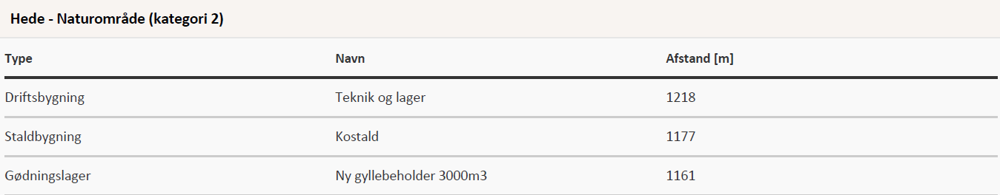 Hede - Naturområde (kategori 2)
Type Navn Afstand [m]
Driftsbygning Teknik og lager 1218
Staldbygning Kostald 1177
Gødningslager Ny gyllebeholder 3000m3 1161